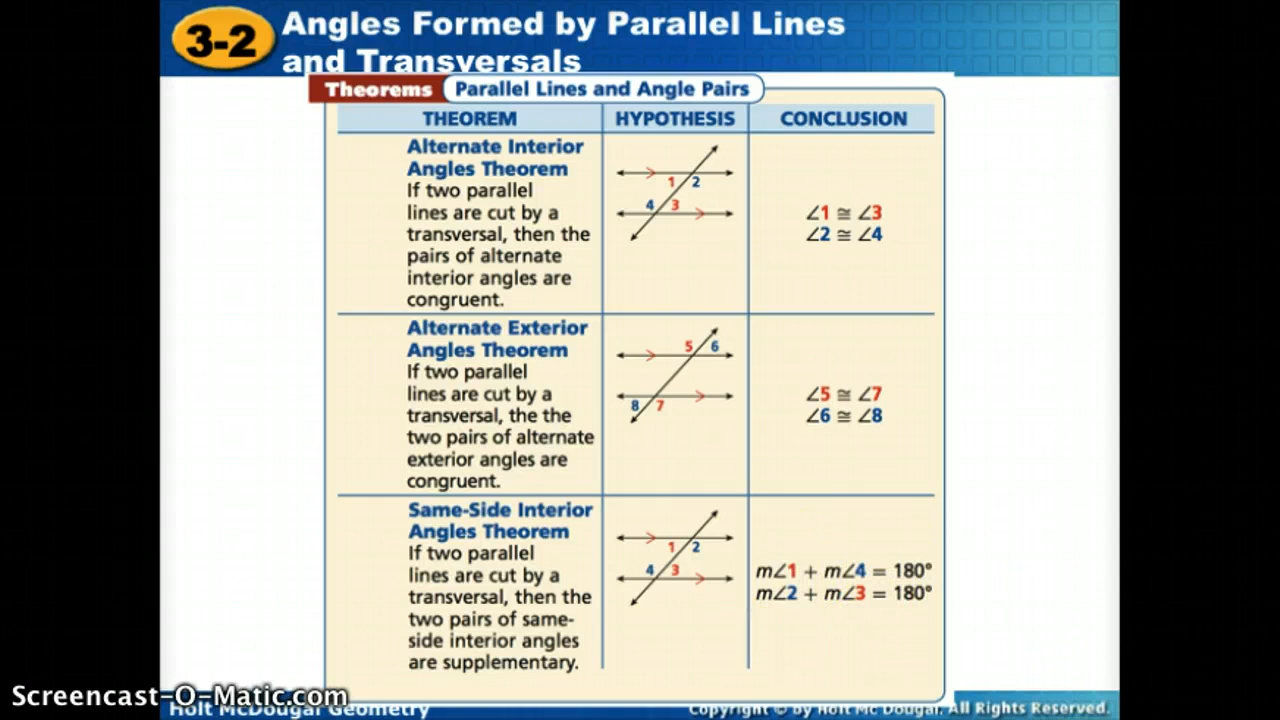 3-2
Angles Formed by Parallel Lines
and Transversals
Theorems Parallel Lines and Angle Pairs
THEOREM HYPOTHESIS CONCLUSION
Alternate Interior
Angles Theorem
If two parallel
lines are cut by a
transversal, then the
pairs of alternate
interior angles are
congruent.
1 2
4 3
∠1 ≅ ∠3
∠2 ≅ ∠4
Alternate Exterior
Angles Theorem
If two parallel
lines are cut by a
transversal, the the
two pairs of alternate
exterior angles are
congruent.
5 6
8 7
∠5 ≅ ∠7
∠6 ≅ ∠8
Same-Side Interior
Angles Theorem
If two parallel
lines are cut by a
transversal, then the
two pairs of same-
side interior angles
are supplementary.
1 2
4 3
m∠1 + m∠4 = 180°
m∠2 + m∠3 = 180°
Screencast-O-Matic.com
Holt McDougal Geometry
Copyright © by Holt Mc Dougal. All Rights Reserved.